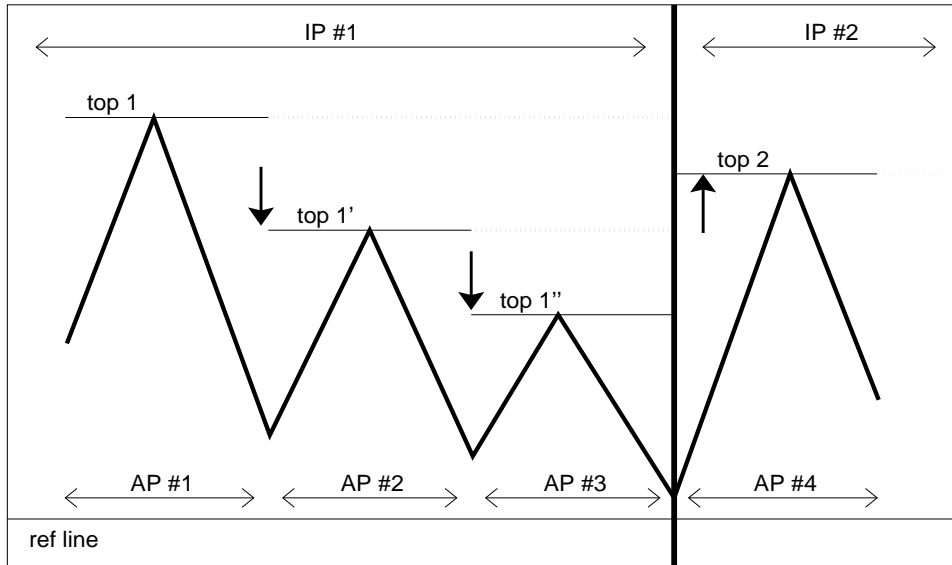 IP #1
IP #2
top 1
top 2
top 1’
top 1’’
AP #1
AP #2
AP #3
AP #4
ref line